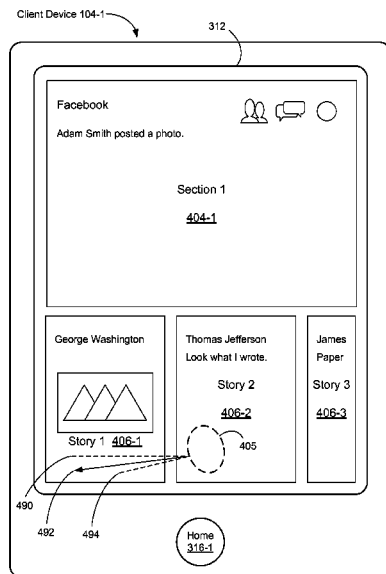 Client Device 104-1
312
Facebook
Adam Smith posted a photo.
Section 1
404-1
George Washington
Story 1 406-1
Thomas Jefferson
Look what I wrote.
Story 2
406-2
James
Paper
Story 3
406-3
405
490
492
494
Home
316-1